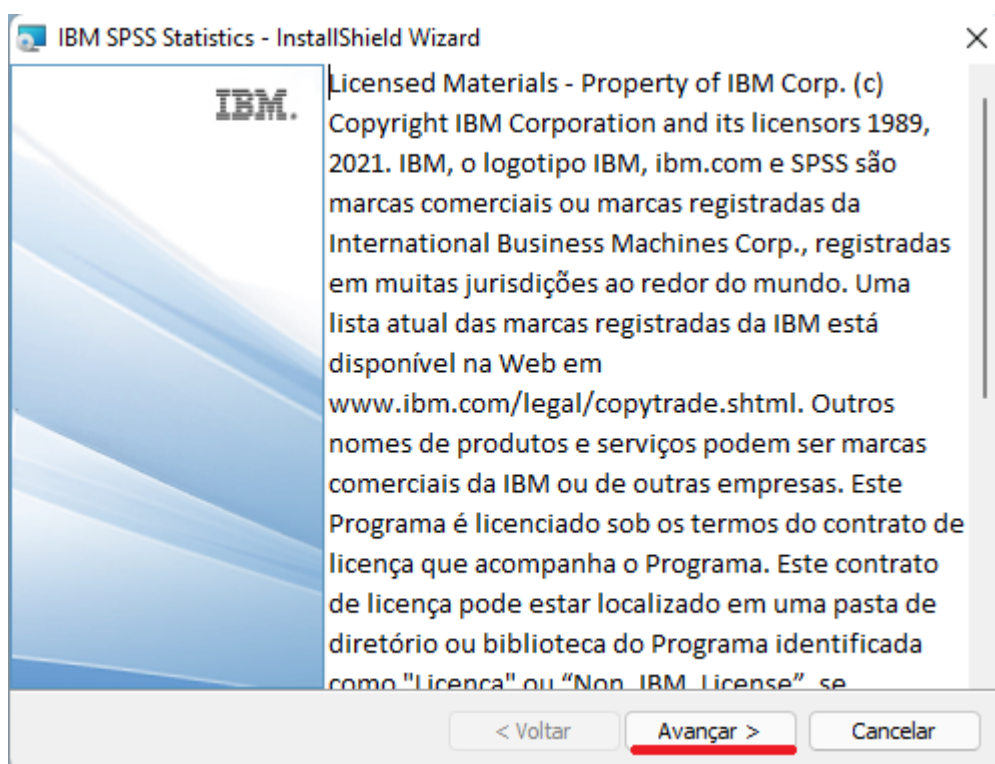 IBM SPSS Statistics - InstallShield Wizard
IBM.
Licensed Materials - Property of IBM Corp. (c)
Copyright IBM Corporation and its licensors 1989,
2021. IBM, o logotipo IBM, ibm.com e SPSS são
marcas comerciais ou marcas registradas da
International Business Machines Corp., registradas
em muitas jurisdições ao redor do mundo. Uma
lista atual das marcas registradas da IBM está
disponível na Web em
www.ibm.com/legal/copytrade.shtml. Outros
nomes de produtos e serviços podem ser marcas
comerciais da IBM ou de outras empresas. Este
Programa é licenciado sob os termos do contrato de
licença que acompanha o Programa. Este contrato
de licença pode estar localizado em uma pasta de
diretório ou biblioteca do Programa identificada
como "Licença" ou “Non_IBM_License”, se
< Voltar
Avançar >
Cancelar